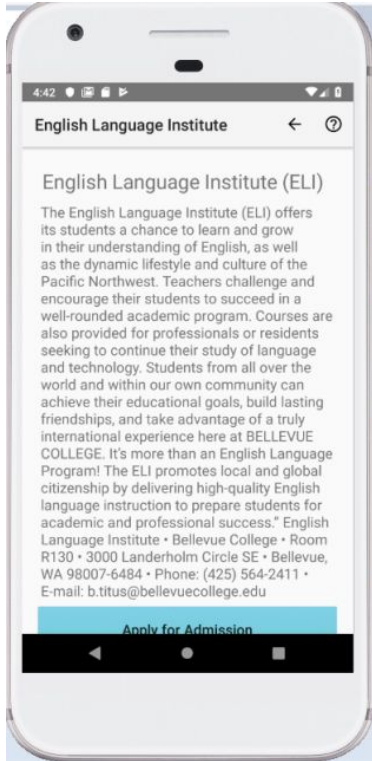 4:42
English Language Institute
English Language Institute (ELI)
The English Language Institute (ELI) offers
its students a chance to learn and grow
in their understanding of English, as well
as the dynamic lifestyle and culture of the
Pacific Northwest. Teachers challenge and
encourage their students to succeed in a
well-rounded academic program. Courses are
also provided for professionals or residents
seeking to continue their study of language
and technology. Students from all over the
world and within our own community can
achieve their educational goals, build lasting
friendships, and take advantage of a truly
international experience here at BELLEVUE
COLLEGE. It's more than an English Language
Program! The ELI promotes local and global
citizenship by delivering high-quality English
language instruction to prepare students for
academic and professional success.” English
Language Institute • Bellevue College • Room
R130 • 3000 Landerholm Circle SE • Bellevue,
WA 98007-6484 • Phone: (425) 564-2411 •
E-mail: b.titus@bellevuecollege.edu
Apply for Admission